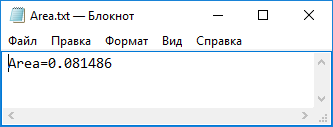 Area.txt — Блокнот
Файл Правка Формат Вид Справка
Area=0.081486